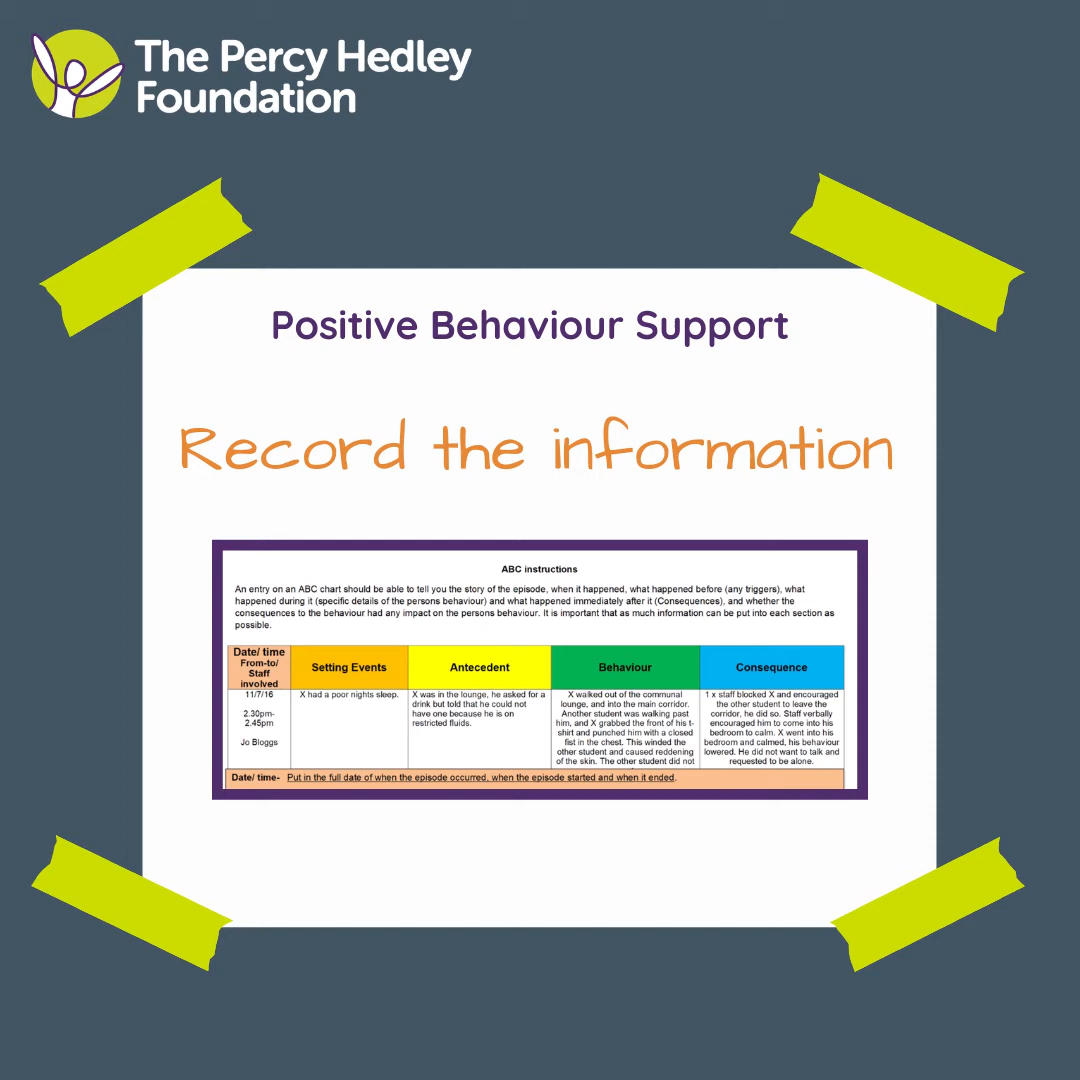 The Percy Hedley
Foundation
Positive Behaviour Support
Record the information
ABC instructions
An entry on an ABC chart should be able to tell you the story of the episode, when it happened, what happened before (any triggers), what
happened during it (specific details of the persons behaviour) and what happened immediately after it (Consequences), and whether the
consequences to the behaviour had any impact on the persons behaviour. It is important that as much information can be put into each section as
possible.
Date/ time
From-to/
Staff
involved
Setting Events
Antecedent
Behaviour
Consequence
11/7/16
2.30pm-
2.45pm
Jo Bloggs
X had a poor nights sleep.
X was in the lounge, he asked for a
drink but told that he could not
have one because he is on
restricted fluids.
X walked out of the communal
lounge, and into the main corridor.
Another student was walking past
him, and X grabbed the front of his t-
shirt and punched him with a closed
fist in the chest. This winded the
other student and caused reddening
of the skin. The other student did not
1 x staff blocked X and encouraged
the other student to leave the
corridor, he did so. Staff verbally
encouraged him to come into his
bedroom to calm. X went into his
bedroom and calmed, his behaviour
lowered. He did not want to talk and
requested to be alone.
Date/ time- Put in the full date of when the episode occurred, when the episode started and when it ended.